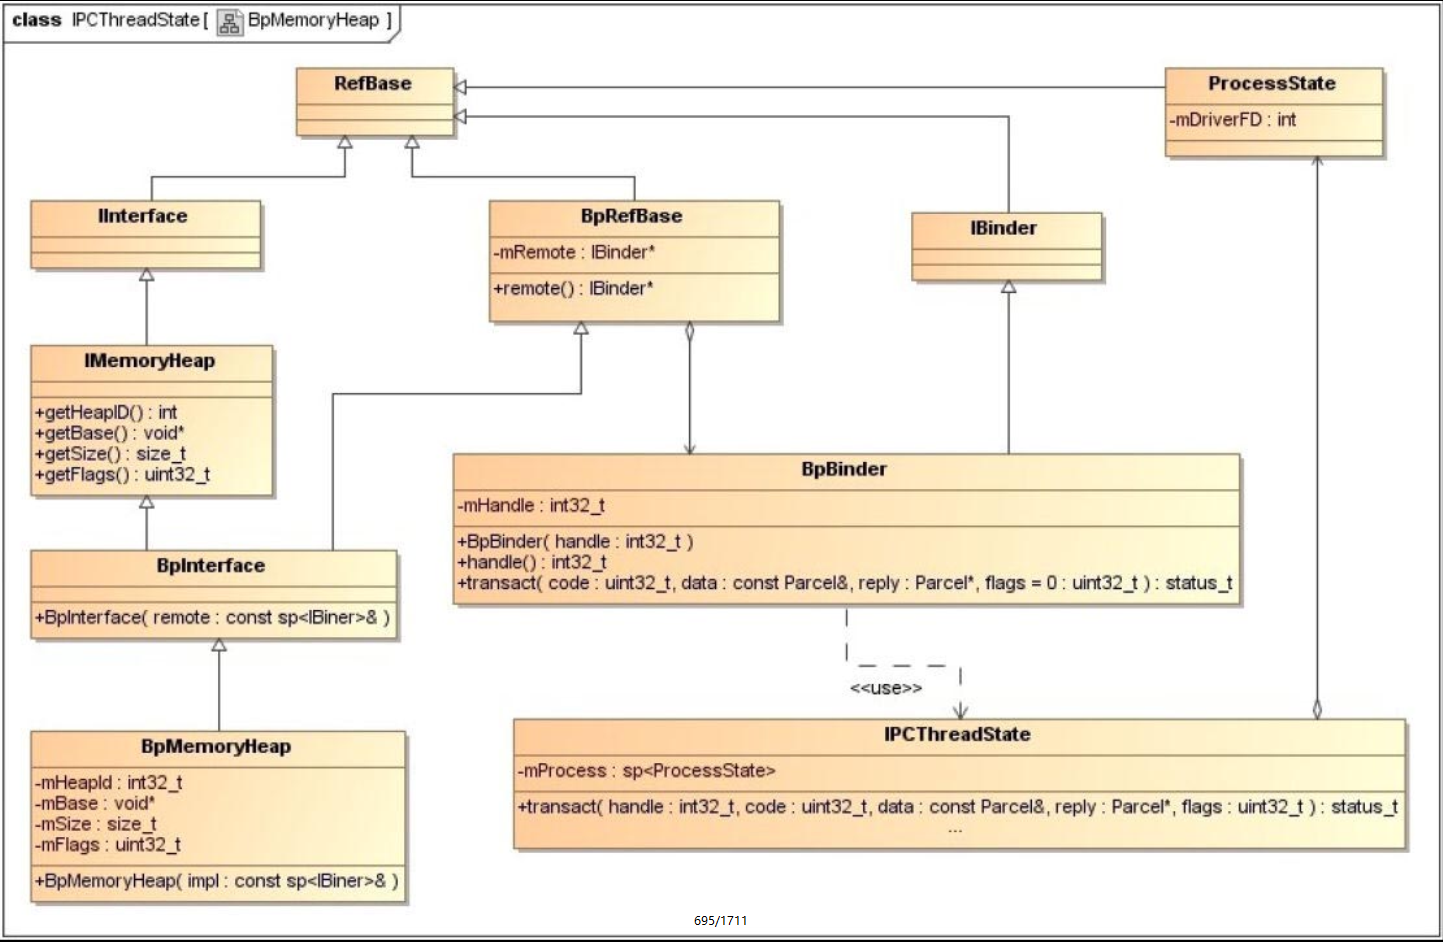 class IPCThreadState [ BpMemoryHeap ]
RefBase
ProcessState
-mDriverFD : int
IInterface
BpRefBase
-mRemote : IBinder*
+remote() : IBinder*
IBinder
IMemoryHeap
+getHeapID() : int
+getBase() : void*
+getSize() : size_t
+getFlags() : uint32_t
BpBinder
-mHandle : int32_t
+BpBinder( handle : int32_t )
+handle() : int32_t
+transact( code : uint32_t, data : const Parcel&, reply : Parcel*, flags = 0 : uint32_t ) : status_t
BpInterface
+BpInterface( remote : const sp<IBiner>& )
<<use>>
BpMemoryHeap
-mHeapId : int32_t
-mBase : void*
-mSize : size_t
-mFlags : uint32_t
+BpMemoryHeap( impl : const sp<IBiner>& )
IPCThreadState
-mProcess : sp<ProcessState>
+transact( handle : int32_t, code : uint32_t, data : const Parcel&, reply : Parcel*, flags : uint32_t ) : status_t
...
695/1711